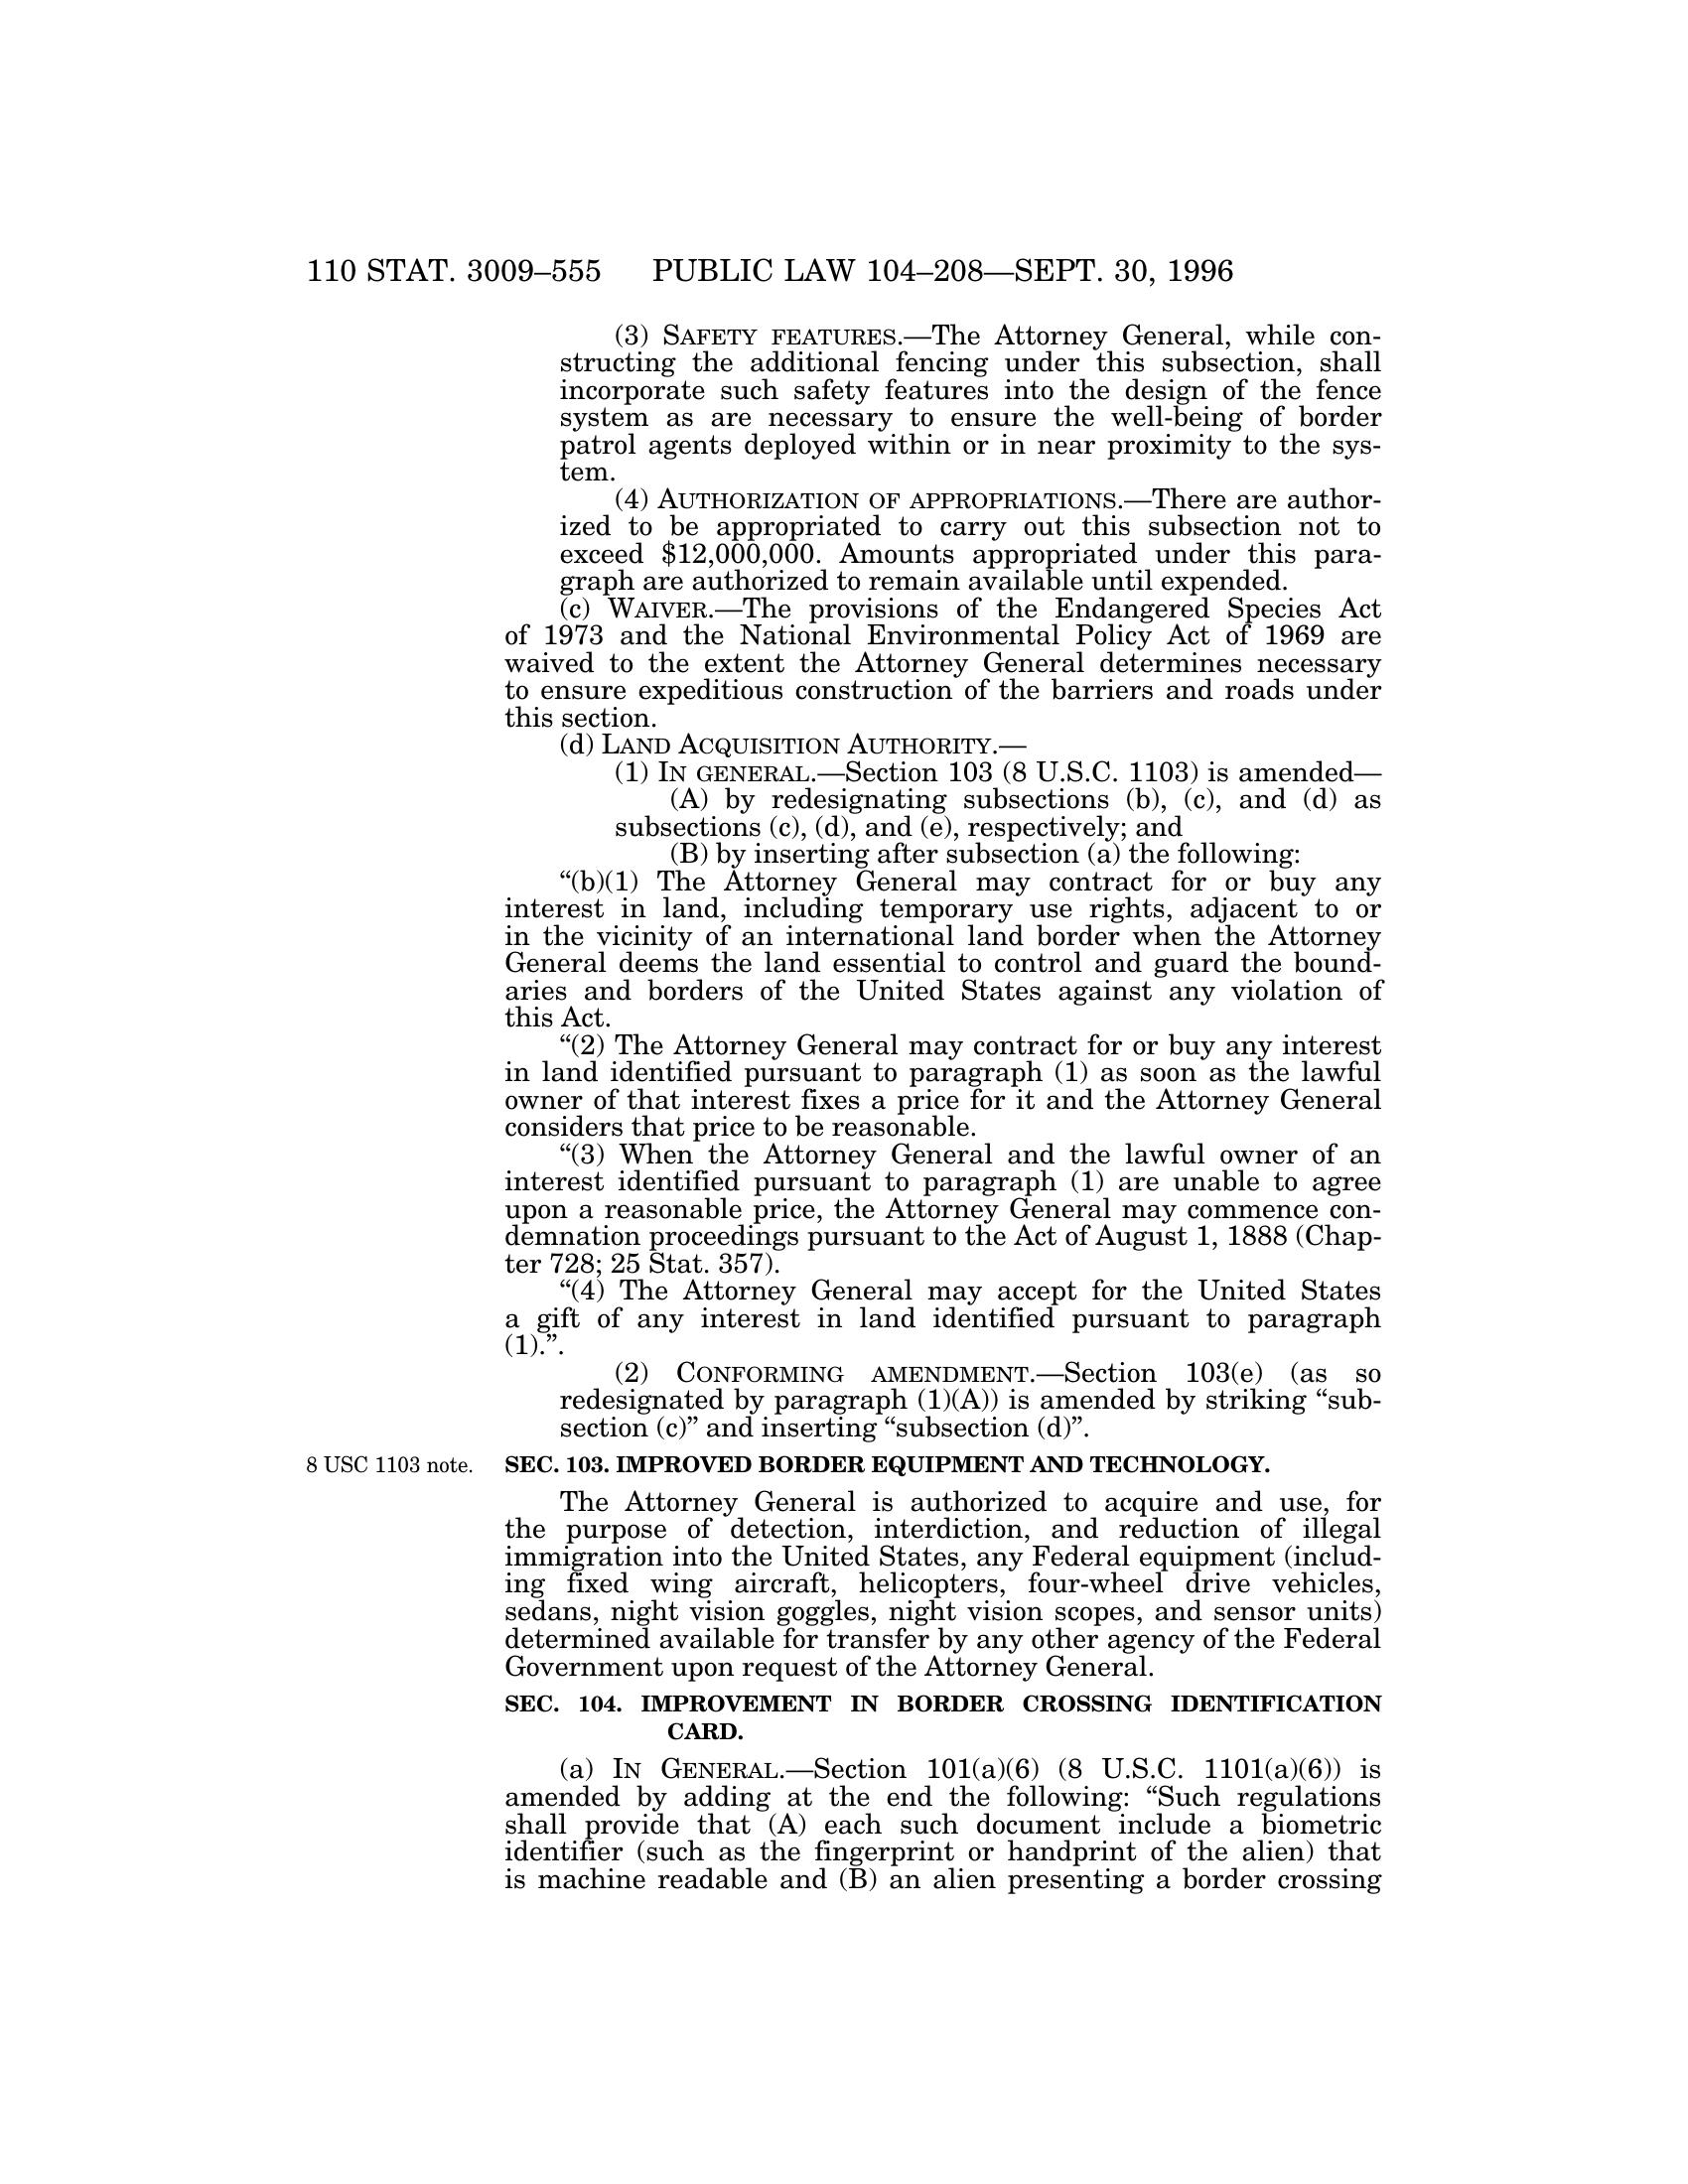 110 STAT. 3009–555 PUBLIC LAW 104–208—SEPT. 30, 1996
(3) SAFETY FEATURES.—The Attorney General, while con-
structing the additional fencing under this subsection, shall
incorporate such safety features into the design of the fence
system as are necessary to ensure the well-being of border
patrol agents deployed within or in near proximity to the sys-
tem.
(4) AUTHORIZATION OF APPROPRIATIONS.—There are author-
ized to be appropriated to carry out this subsection not to
exceed $12,000,000. Amounts appropriated under this para-
graph are authorized to remain available until expended.
(c) WAIVER.—The provisions of the Endangered Species Act
of 1973 and the National Environmental Policy Act of 1969 are
waived to the extent the Attorney General determines necessary
to ensure expeditious construction of the barriers and roads under
this section.
(d) LAND ACQUISITION AUTHORITY.—
(1) IN GENERAL.—Section 103 (8 U.S.C. 1103) is amended—
(A) by redesignating subsections (b), (c), and (d) as
subsections (c), (d), and (e), respectively; and
(B) by inserting after subsection (a) the following:
“(b)(1) The Attorney General may contract for or buy any
interest in land, including temporary use rights, adjacent to or
in the vicinity of an international land border when the Attorney
General deems the land essential to control and guard the bound-
aries and borders of the United States against any violation of
this Act.
“(2) The Attorney General may contract for or buy any interest
in land identified pursuant to paragraph (1) as soon as the lawful
owner of that interest fixes a price for it and the Attorney General
considers that price to be reasonable.
“(3) When the Attorney General and the lawful owner of an
interest identified pursuant to paragraph (1) are unable to agree
upon a reasonable price, the Attorney General may commence con-
demnation proceedings pursuant to the Act of August 1, 1888 (Chap-
ter 728; 25 Stat. 357).
“(4) The Attorney General may accept for the United States
a gift of any interest in land identified pursuant to paragraph
(1).”.
(2) CONFORMING AMENDMENT.—Section 103(e) (as so
redesignated by paragraph (1)(A)) is amended by striking “sub-
section (c)” and inserting “subsection (d)”.
8 USC 1103 note. SEC. 103. IMPROVED BORDER EQUIPMENT AND TECHNOLOGY.
The Attorney General is authorized to acquire and use, for
the purpose of detection, interdiction, and reduction of illegal
immigration into the United States, any Federal equipment (includ-
ing fixed wing aircraft, helicopters, four-wheel drive vehicles,
sedans, night vision goggles, night vision scopes, and sensor units)
determined available for transfer by any other agency of the Federal
Government upon request of the Attorney General.
SEC. 104. IMPROVEMENT IN BORDER CROSSING IDENTIFICATION
CARD.
(a) IN GENERAL.—Section 101(a)(6) (8 U.S.C. 1101(a)(6)) is
amended by adding at the end the following: “Such regulations
shall provide that (A) each such document include a biometric
identifier (such as the fingerprint or handprint of the alien) that
is machine readable and (B) an alien presenting a border crossing